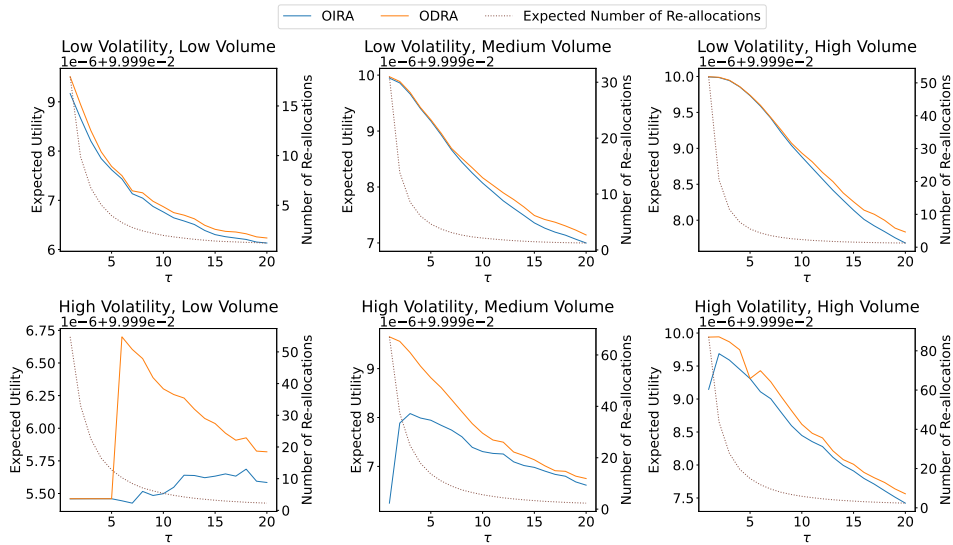 OIRA ODRA Expected Number of Re-allocations
Low Volatility, Low Volume
1e-6+9.999e-2
Expected Utility
9
8
7
6
15
10
5
Number of Re-allocations
5 10 15 20
τ
Low Volatility, Medium Volume
1e-6+9.999e-2
Expected Utility
10
9
8
7
30
20
10
0
Number of Re-allocations
5 10 15 20
τ
Low Volatility, High Volume
1e-6+9.999e-2
Expected Utility
10.0
9.5
9.0
8.5
8.0
50
40
30
20
10
0
Number of Re-allocations
5 10 15 20
τ
High Volatility, Low Volume
1e-6+9.999e-2
Expected Utility
6.75
6.50
6.25
6.00
5.75
5.50
50
40
30
20
10
0
Number of Re-allocations
5 10 15 20
τ
High Volatility, Medium Volume
1e-6+9.999e-2
Expected Utility
9
8
7
60
40
20
0
Number of Re-allocations
5 10 15 20
τ
High Volatility, High Volume
1e-6+9.999e-2
Expected Utility
10.0
9.5
9.0
8.5
8.0
7.5
80
60
40
20
0
Number of Re-allocations
5 10 15 20
τ